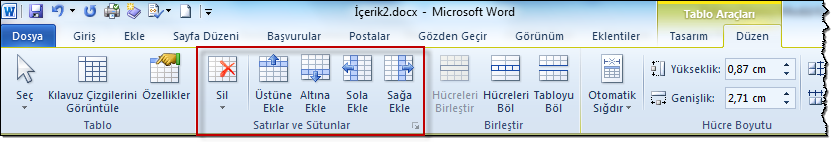 İçerik2.docx - Microsoft Word
Tablo Araçları
Dosya Giriş Ekle Sayfa Düzeni Başvurular Postalar Gözden Geçir Görünüm Eklentiler Tasarım Düzen
Seç
Kılavuz Çizgilerini
Görüntüle
Özellikler
Tablo
Sil
Üstüne
Ekle
Altına
Ekle
Sola
Ekle
Sağa
Ekle
Satırlar ve Sütunlar
Hücreleri
Birleştir
Hücreleri
Böl
Tabloyu
Böl
Birleştir
Otomatik
Sığdır
Yükseklik: 0,87 cm
Genişlik: 2,71 cm
Hücre Boyutu